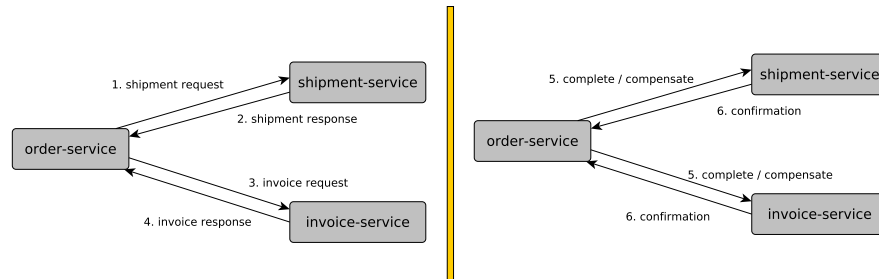 1. shipment request
shipment-service
2. shipment response
order-service
3. invoice request
4. invoice response
invoice-service
5. complete / compensate
shipment-service
6. confirmation
order-service
5. complete / compensate
6. confirmation
invoice-service